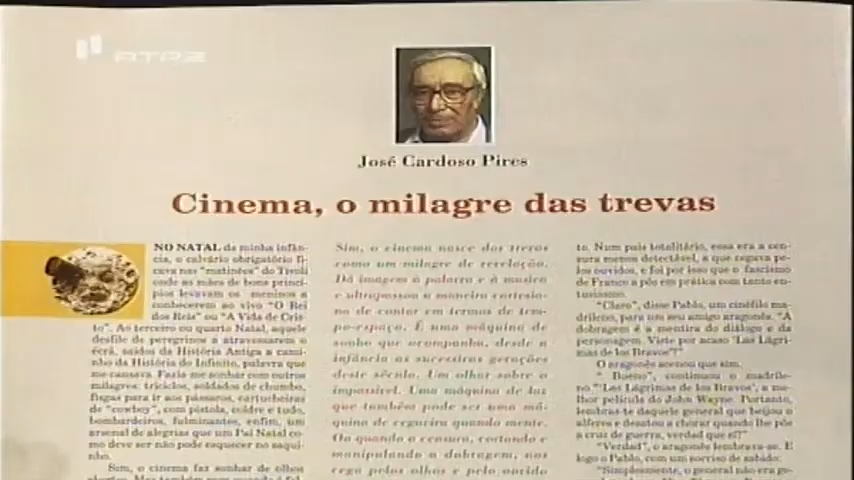 RTP2
José Cardoso Pires
Cinema, o milagre das trevas
NO NATAL da minha infân-
cia, o calvário obrigatório fi-
cava nas "matinées" do Tivoli
onde as mães de bons princí-
pios levavam os meninos a
conhecerem ao vivo "O Rei
dos Reis" ou "A Vida de Cris-
to". Ao terceiro ou quarto Natal, aquele
desfile de peregrinos a atravessarem o
écrã, saídos da História Antiga a cami-
nho da História do Infinito, palavra que
me cansava. Fazia-me sonhar com outros
milagres: triciclos, soldados de chumbo,
fisgas para ir aos pássaros, cartucheiras
de "cowboy", com pistola, coldre e tudo,
bombardeiros, fulminantes, enfim, um
arsenal de alegrias que um Pai Natal co-
mo deve ser não pode esquecer no saqui-
nho.
Sim, o cinema faz sonhar de olhos
Sim, o cinema nasce das trevas
como um milagre de revelação.
Dá imagem à palavra e à música
e ultrapassou a maneira cartesia-
na de contar em termos de tem-
po-espaço. É uma máquina de
sonho que acompanha, desde a
infância as sucessivas gerações
deste século. Um olhar sobre o
impossível. Uma máquina de luz
que também pode ser uma má-
quina de cegueira quando mente.
Ou quando a censura, cortando e
manipulando a dobragem, nos
cega pelos olhos e pelo ouvido
to. Num país totalitário, essa era a cen-
sura menos detectável, a que cegava pe-
los ouvidos, e foi por isso que o fascismo
de Franco a pôs em prática com tanto en-
tusiasmo.
"Claro", disse Pablo, um cinéfilo ma-
drileno, para um seu amigo aragonês. "A
dobragem é a mentira do diálogo e da
personagem. Viste por acaso 'Las Lágri-
mas de los Bravos'?"
O aragonês acenou que sim.
"Bueno", continuou o madrile-
no. "'Las Lágrimas de los Bravos', a me-
lhor película do John Wayne. Portanto,
lembras-te daquele general que beijou o
alferes e desatou a chorar quando lhe pôs
a cruz de guerra, verdad que sí?"
"Verdad", o aragonês lembrava-se. E
logo o Pablo, com um sorriso de sabido:
"Simplesmente, o general não era ge-